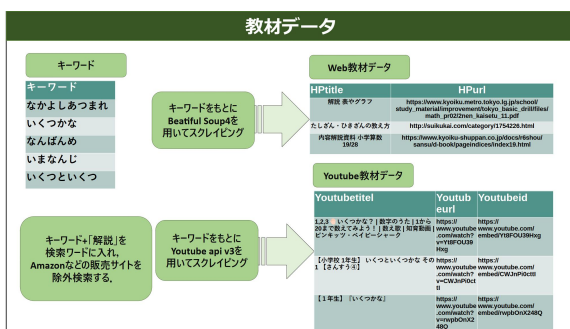 教材データ
キーワード
キーワード
なかよしあつまれ
いくつかな
なんばんめ
いまなんじ
いくつといくつ
キーワードをもとに
Beatiful Soup4を
用いてスクレイピング
Web教材データ
HPtitle HPurl
解説 表やグラフ https://www.kyoiku.metro.tokyo.lg.jp/school/
study_material/improvement/tokyo_basic_drill/files/
math_pr02/2nen_kaisetu_11.pdf
たしざん・ひきざんの教え方 http://suikukai.com/category/1754226.html
内容解説資料 小学算数 https://www.kyoiku-shuppan.co.jp/docs/r6shou/
19/28 sansu/d-book/pageindices/index19.html
キーワード+「解説」を
検索ワードに入れ,
Amazonなどの販売サイトを
除外検索する.
キーワードをもとに
Youtube api v3を
用いてスクレイピング
Youtube教材データ
Youtubetitel Youtub Youtubeid
eurl
1,2,3 いくつかな？ | 数字のうた | 1から https:// https://
20まで数えてみよう！ | 数え歌 | 知育動画 | www.youtube www.youtube.com/
ピンキッツ・ベイビーシャーク .com/watch? embed/Yt8FOU39Hxg
v=Yt8FOU39
Hxg
【小学校 1年生】 いくつといくつ その https:// https://
1 【さんすう④】 www.youtube www.youtube.com/
.com/watch? embed/CWJnPi0cttI
v=CWJnPi0ct
tI
【１年生】『いくつかな』 https:// https://
www.youtube www.youtube.com/
.com/watch? embed/rwpbOnX248Q
v=rwpbOnX2
48Q